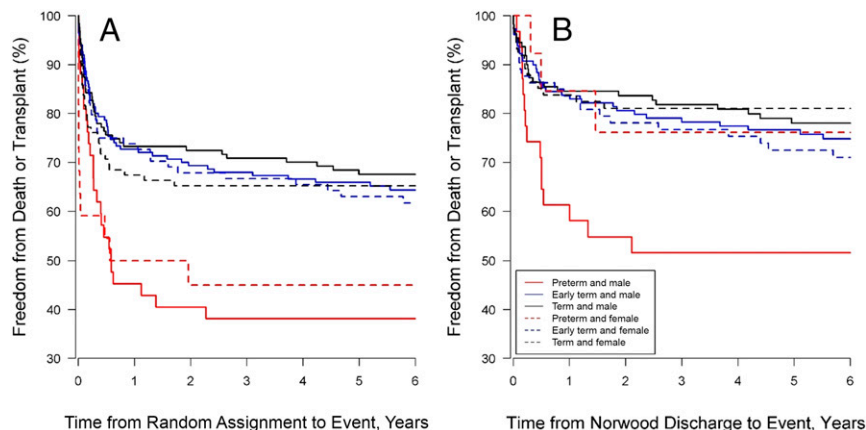 A
B
Freedom from Death or Transplant (%)
100
90
80
70
60
50
40
30
0 1 2 3 4 5 6
Time from Random Assignment to Event, Years
Freedom from Death or Transplant (%)
100
90
80
70
60
50
40
30
Preterm and male
Early term and male
Term and male
Preterm and female
Early term and female
Term and female
0 1 2 3 4 5 6
Time from Norwood Discharge to Event, Years